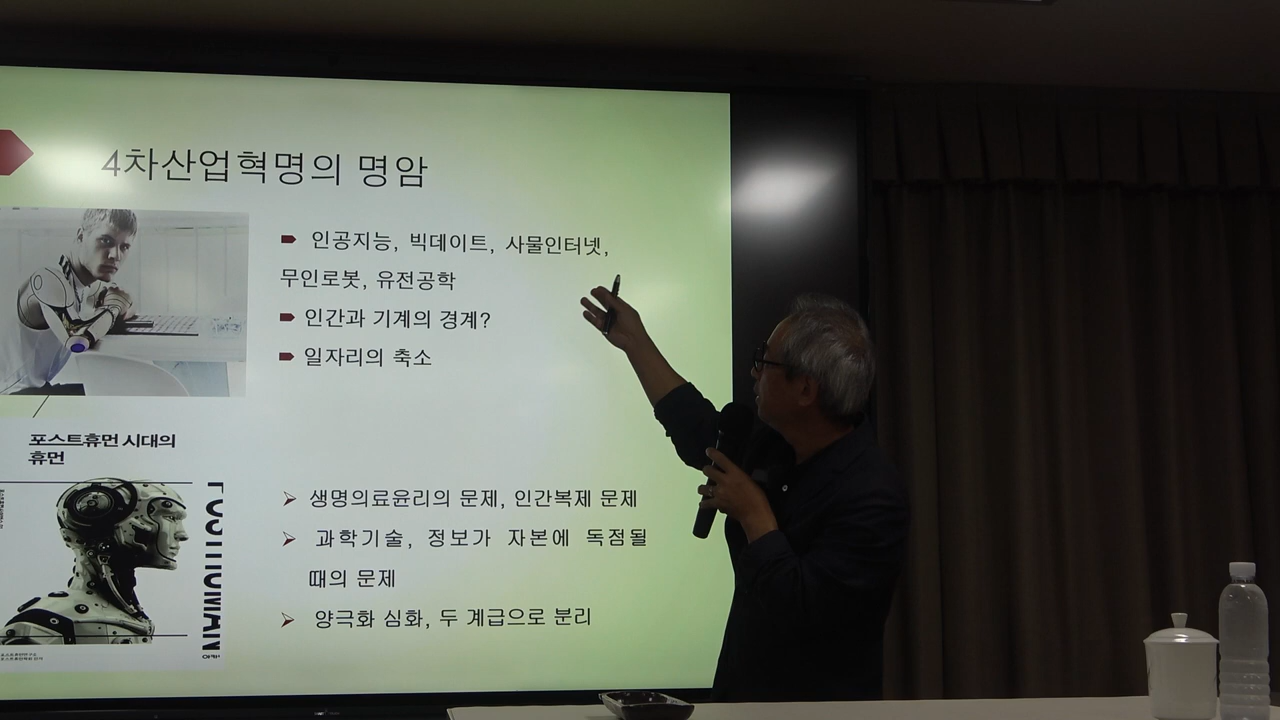 4차산업혁명의 명암
인공지능, 빅데이트, 사물인터넷,
무인로봇, 유전공학
인간과 기계의 경계?
일자리의 축소
포스트휴먼 시대의
휴먼
POSTHUMAN
생명의료윤리의 문제, 인간복제 문제
과학기술, 정보가 자본에 독점될
때의 문제
양극화 심화, 두 계급으로 분리